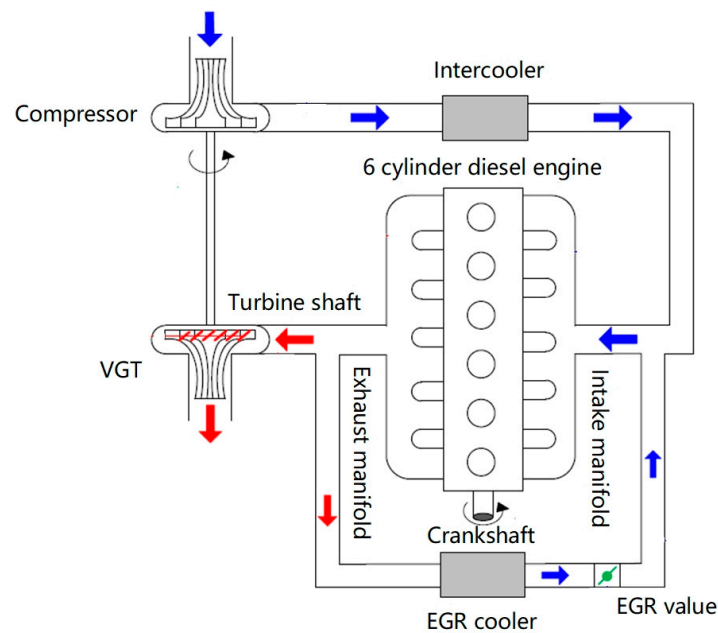 Intercooler
Compressor
6 cylinder diesel engine
Turbine shaft
VGT
Exhaust manifold
Intake manifold
Crankshaft
EGR value
EGR cooler